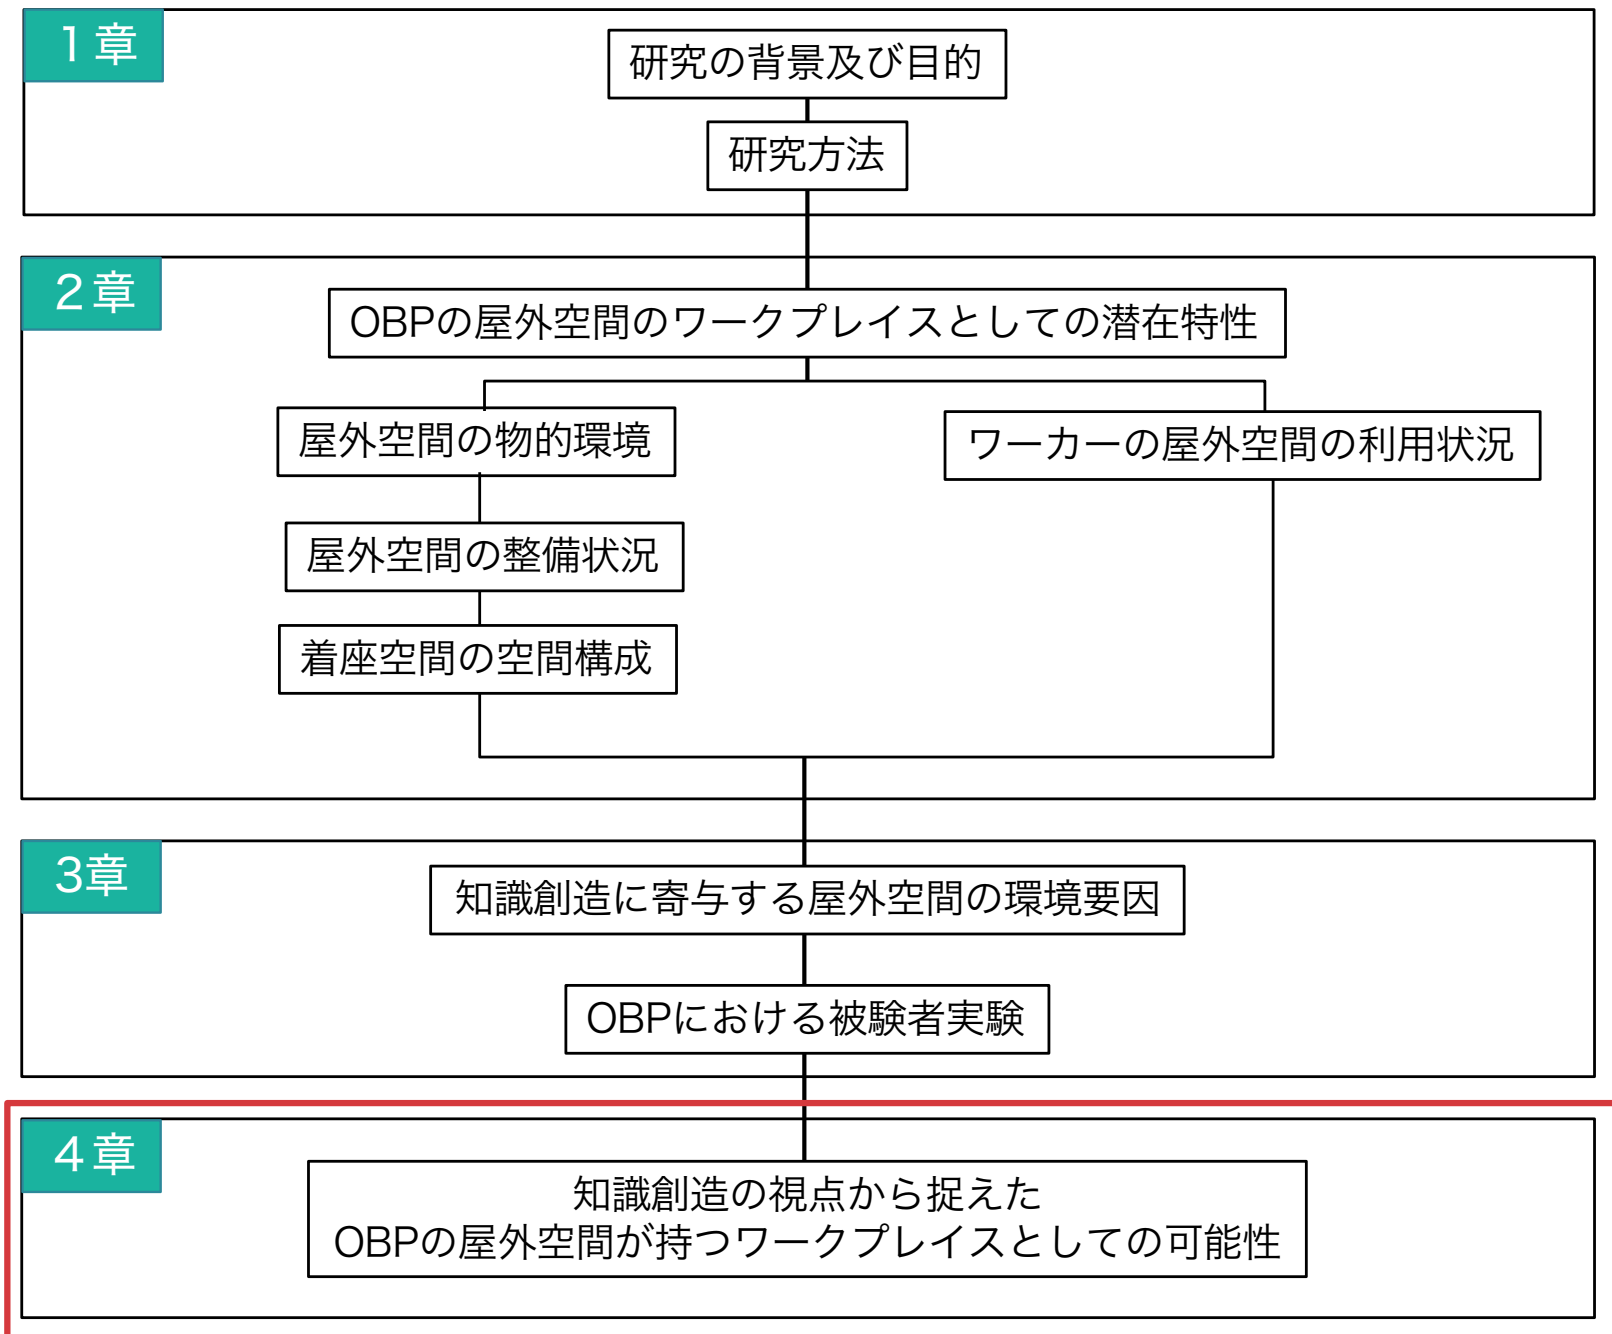 １章
研究の背景及び目的
研究方法
２章
OBPの屋外空間のワークプレイスとしての潜在特性
屋外空間の物的環境
ワーカーの屋外空間の利用状況
屋外空間の整備状況
着座空間の空間構成
3章
知識創造に寄与する屋外空間の環境要因
OBPにおける被験者実験
４章
知識創造の視点から捉えた
OBPの屋外空間が持つワークプレイスとしての可能性